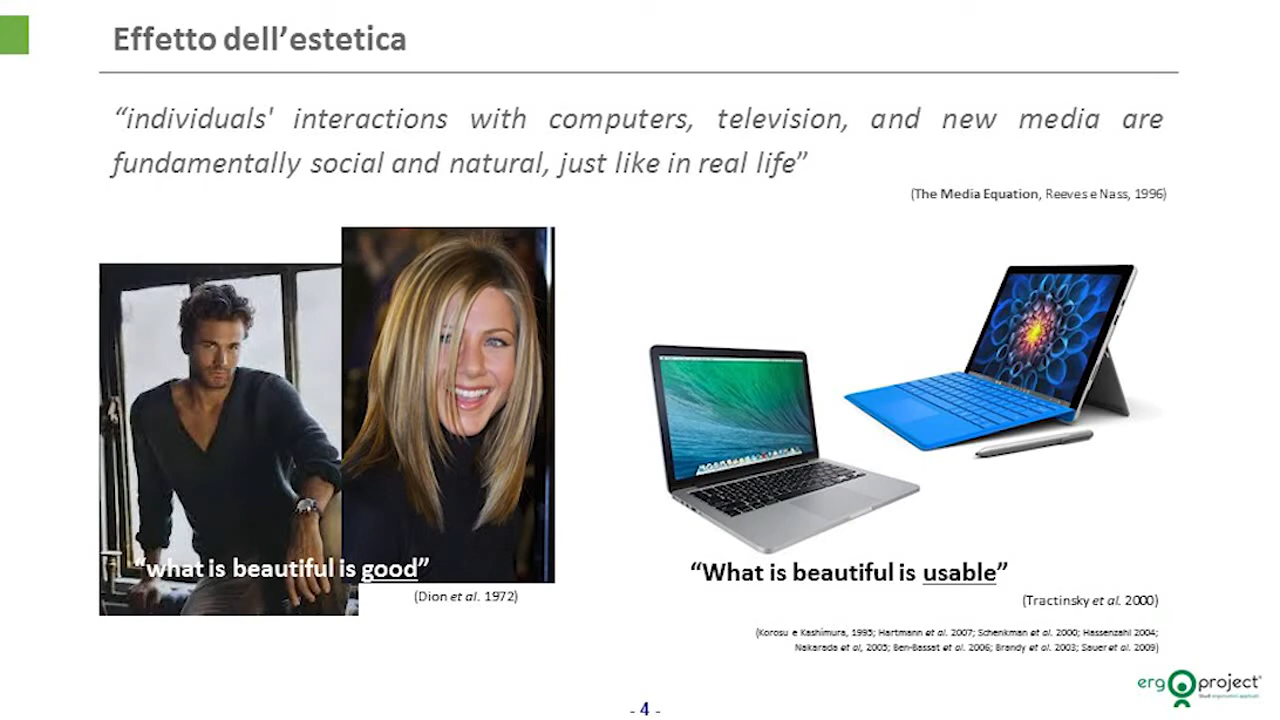 Effetto dell’estetica
“individuals' interactions with computers, television, and new media are
fundamentally social and natural, just like in real life”
(The Media Equation, Reeves e Nass, 1996)
“what is beautiful is good”
(Dion et al. 1972)
“What is beautiful is usable”
(Tractinsky et al. 2000)
(Korosu e Kashimura, 1995; Hartmann et al. 2007; Schenkman et al. 2000; Hassenzahl 2004;
Nakarada et al, 2005; Ben-Bassat et al. 2006; Brandy et al. 2003; Sauer et al. 2009)
ergoproject
- 4 -